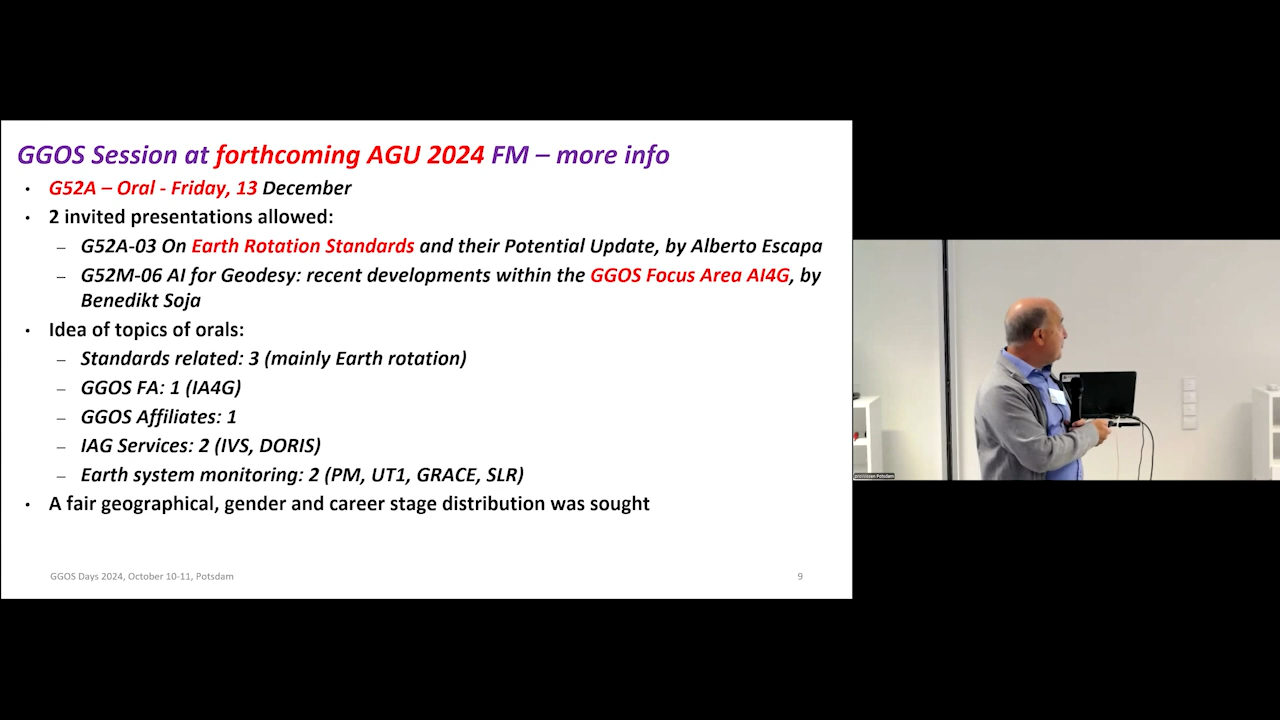 GGOS Session at forthcoming AGU 2024 FM – more info
• G52A – Oral - Friday, 13 December
• 2 invited presentations allowed:
– G52A-03 On Earth Rotation Standards and their Potential Update, by Alberto Escapa
– G52M-06 AI for Geodesy: recent developments within the GGOS Focus Area AI4G, by
Benedikt Soja
• Idea of topics of orals:
– Standards related: 3 (mainly Earth rotation)
– GGOS FA: 1 (IA4G)
– GGOS Affiliates: 1
– IAG Services: 2 (IVS, DORIS)
– Earth system monitoring: 2 (PM, UT1, GRACE, SLR)
• A fair geographical, gender and career stage distribution was sought
GGOS Days 2024, October 10-11, Potsdam
9